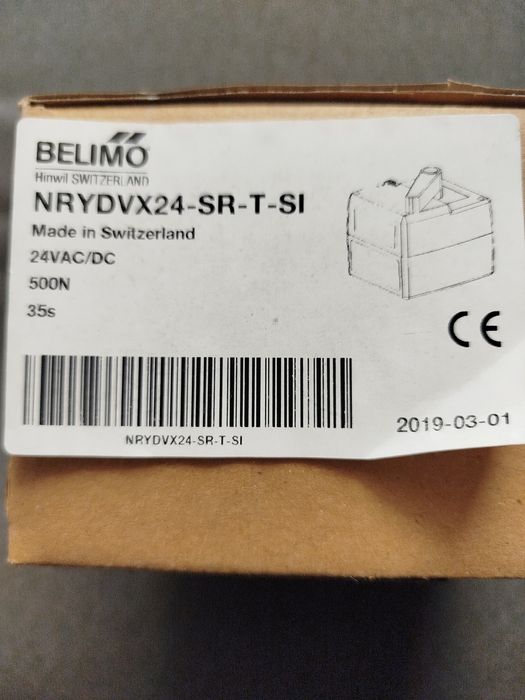 BELIMO
Hinwil SWITZERLAND
NRYDVX24-SR-T-SI
Made in Switzerland
24VAC/DC
500N
35s
CE
NRYDVX24-SR-T-SI
2019-03-01